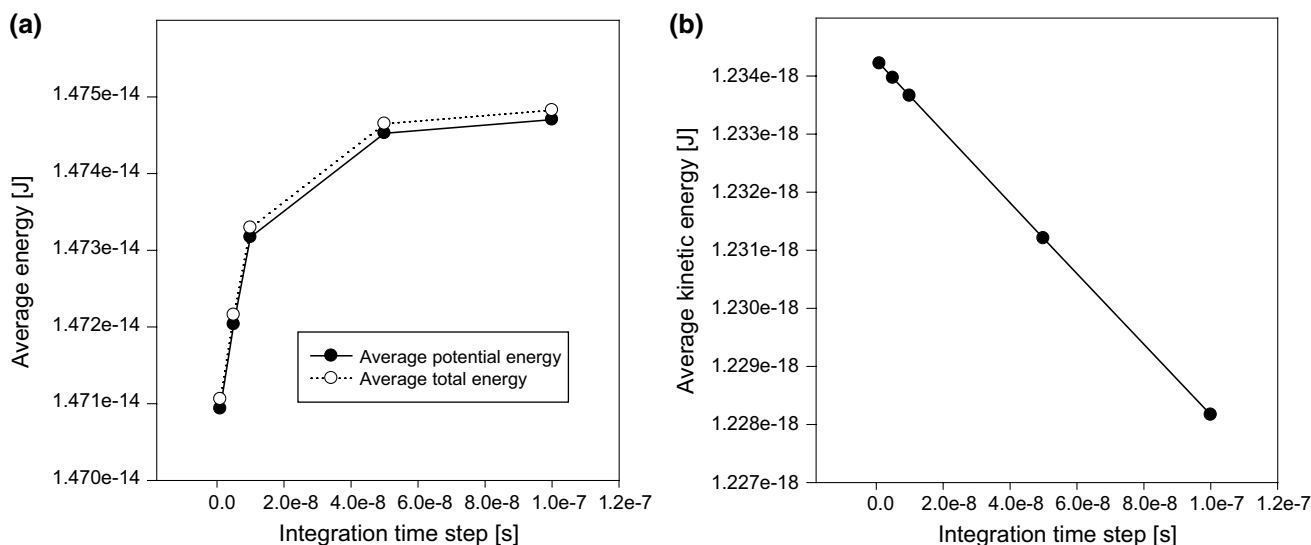 (a)
Average energy [J]
1.475e-14
1.474e-14
1.473e-14
1.472e-14
1.471e-14
1.470e-14
Average potential energy
Average total energy
0.0 2.0e-8 4.0e-8 6.0e-8 8.0e-8 1.0e-7 1.2e-7
Integration time step [s]
(b)
Average kinetic energy [J]
1.234e-18
1.233e-18
1.232e-18
1.231e-18
1.230e-18
1.229e-18
1.228e-18
1.227e-18
0.0 2.0e-8 4.0e-8 6.0e-8 8.0e-8 1.0e-7 1.2e-7
Integration time step [s]